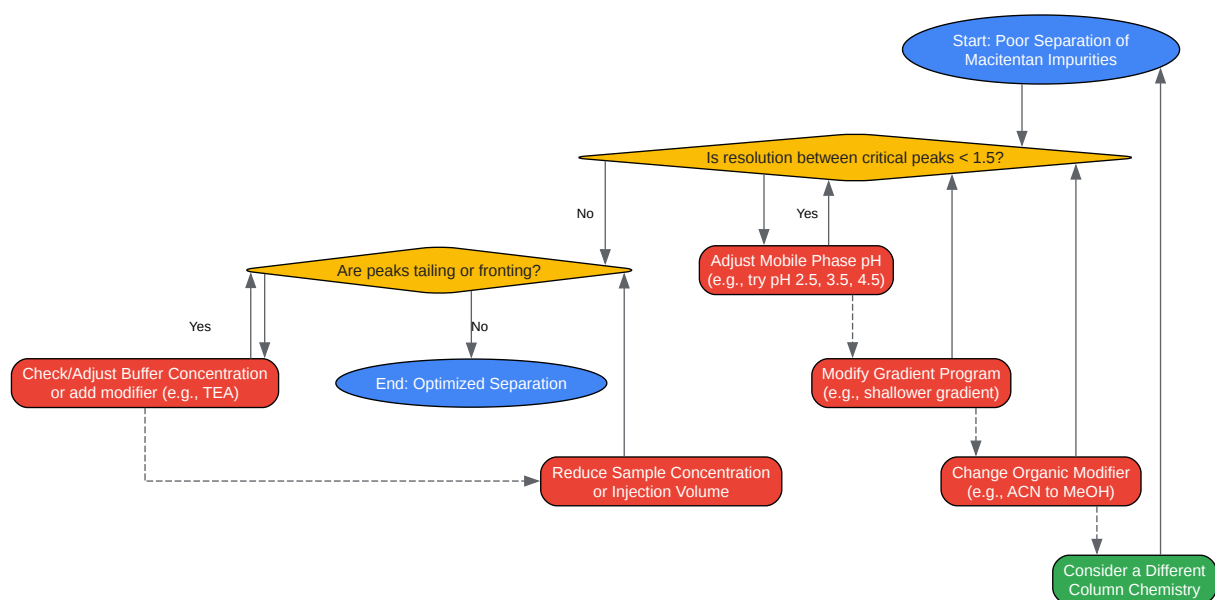 Start: Poor Separation of
Macitentan Impurities
Is resolution between critical peaks < 1.5?
No
Yes
Are peaks tailing or fronting?
Adjust Mobile Phase pH
(e.g., try pH 2.5, 3.5, 4.5)
Yes
No
Check/Adjust Buffer Concentration
or add modifier (e.g., TEA)
End: Optimized Separation
Modify Gradient Program
(e.g., shallower gradient)
Reduce Sample Concentration
or Injection Volume
Change Organic Modifier
(e.g., ACN to MeOH)
Consider a Different
Column Chemistry